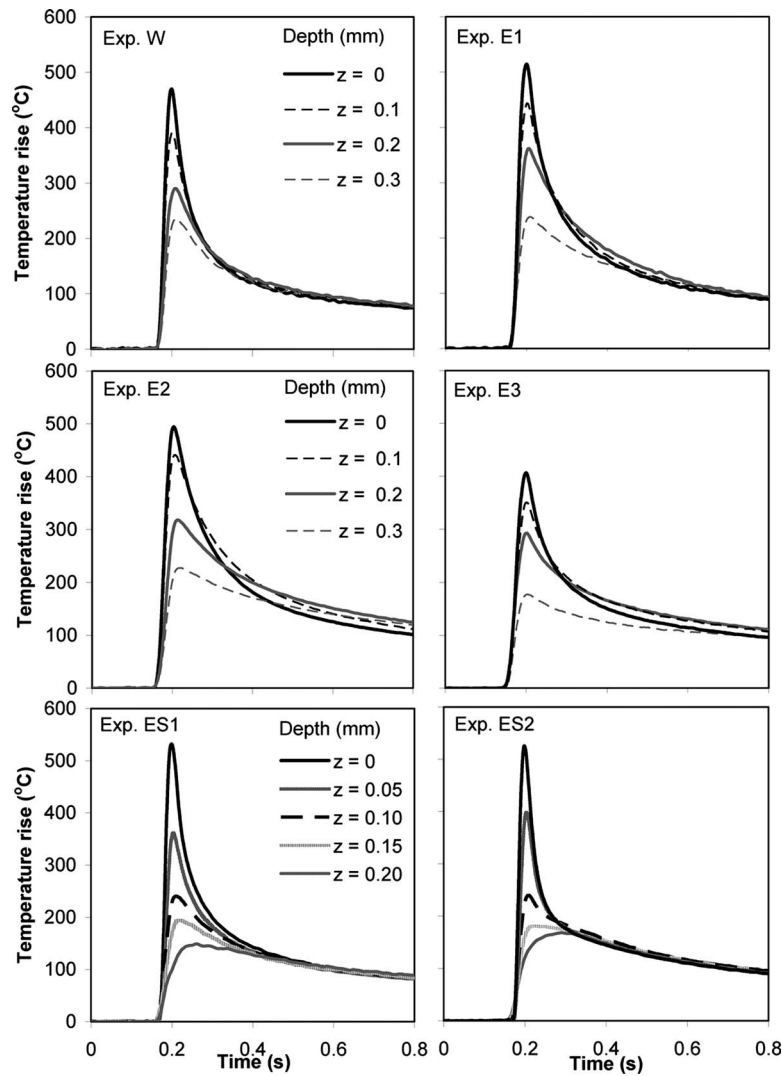 Temperature rise (°C)
600
500
400
300
200
100
0
Exp. W
Depth (mm)
z = 0
z = 0.1
z = 0.2
z = 0.3
Exp. E1
Temperature rise (°C)
600
500
400
300
200
100
0
Exp. E2
Depth (mm)
z = 0
z = 0.1
z = 0.2
z = 0.3
Exp. E3
Temperature rise (°C)
600
500
400
300
200
100
0
Exp. ES1
Depth (mm)
z = 0
z = 0.05
z = 0.10
z = 0.15
z = 0.20
Exp. ES2
0 0.2 0.4 0.6 0.8
Time (s)
0 0.2 0.4 0.6 0.8
Time (s)